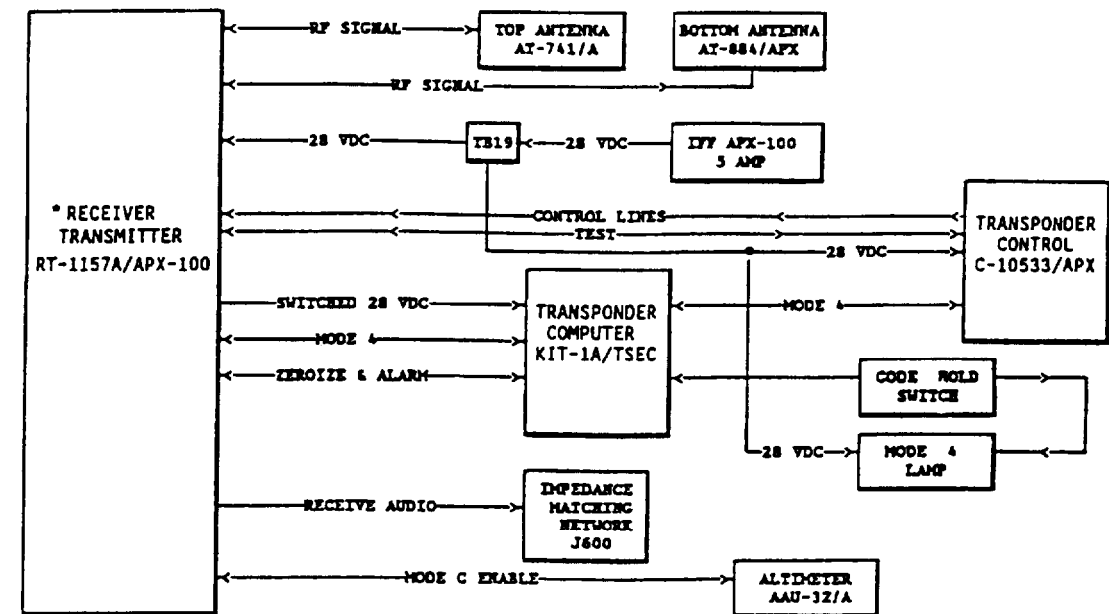 RF SIGNAL
TOP ANTENNA
AT-741/A
BOTTOM ANTENNA
AT-884/APX
RF SIGNAL
28 VDC
TB19
28 VDC
IFF APX-100
5 AMP
* RECEIVER
TRANSMITTER
RT-1157A/APX-100
CONTROL LINES
TEST
28 VDC
TRANSPONDER
CONTROL
C-10533/APX
SWITCHED 28 VDC
MODE 4
ZEROIZE & ALARM
TRANSPONDER
COMPUTER
KIT-1A/TSEC
MODE 4
CODE HOLD
SWITCH
28 VDC
MODE 4
LAMP
RECEIVE AUDIO
IMPEDANCE
MATCHING
NETWORK
J600
MODE C ENABLE
ALTIMETER
AAU-32/A